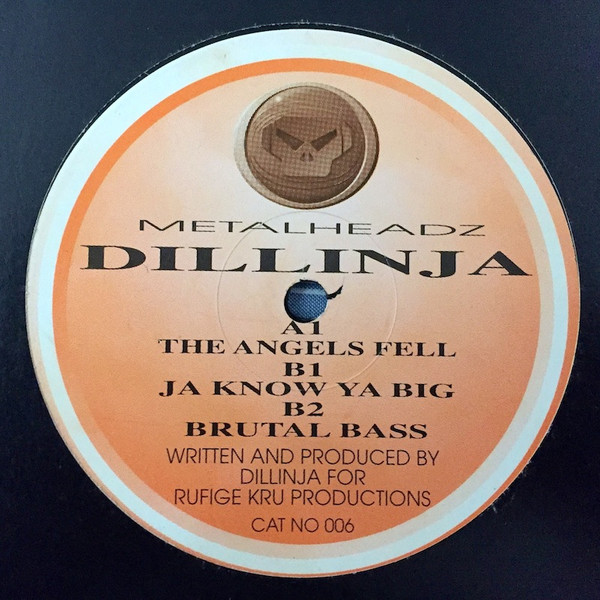 METALHEADZ
DILLINJA
A1
THE ANGELS FELL
B1
JA KNOW YA BIG
B2
BRUTAL BASS
WRITTEN AND PRODUCED BY
DILLINJA FOR
RUFIGE KRU PRODUCTIONS
CAT NO 006